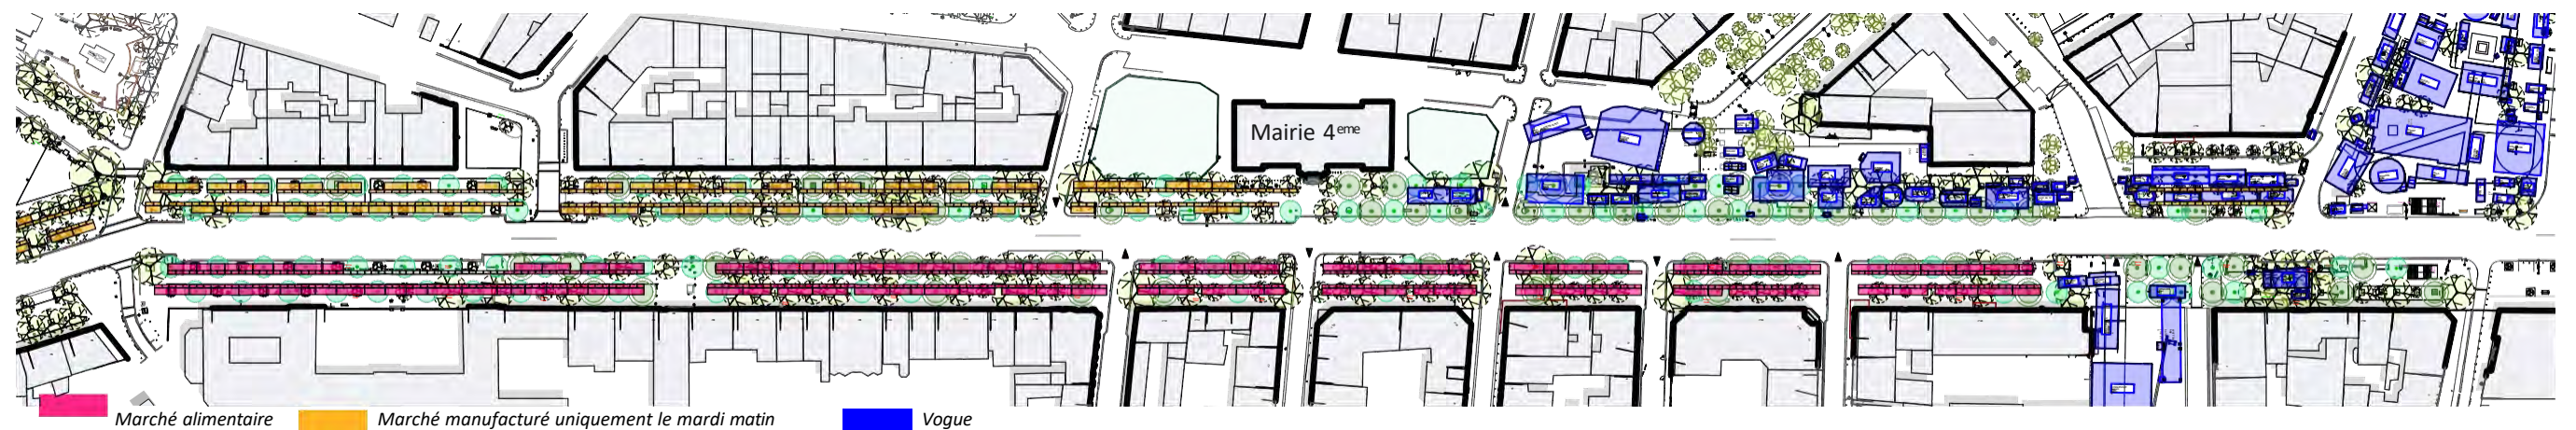 Mairie 4eme
Marché alimentaire
Marché manufacturé uniquement le mardi matin
Vogue